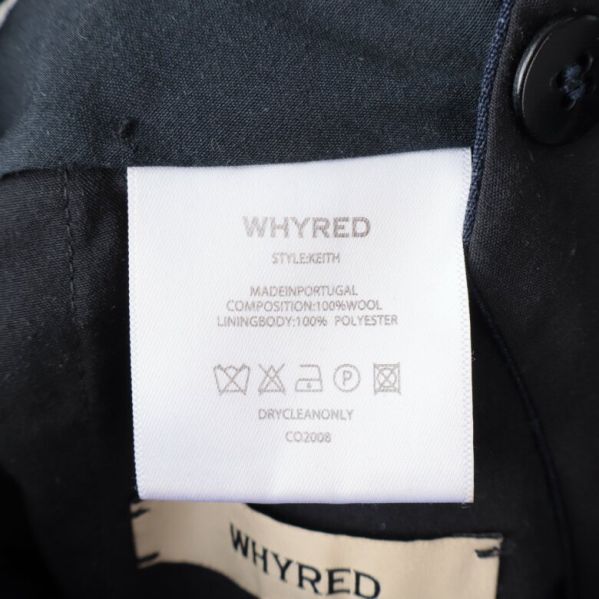 WHYRED
STYLE:KEITH
MADEINPORTUGAL
COMPOSITION:100%WOOL
LININGBODY:100% POLYESTER
P
DRYCLEANONLY
CO2008
WHYRED